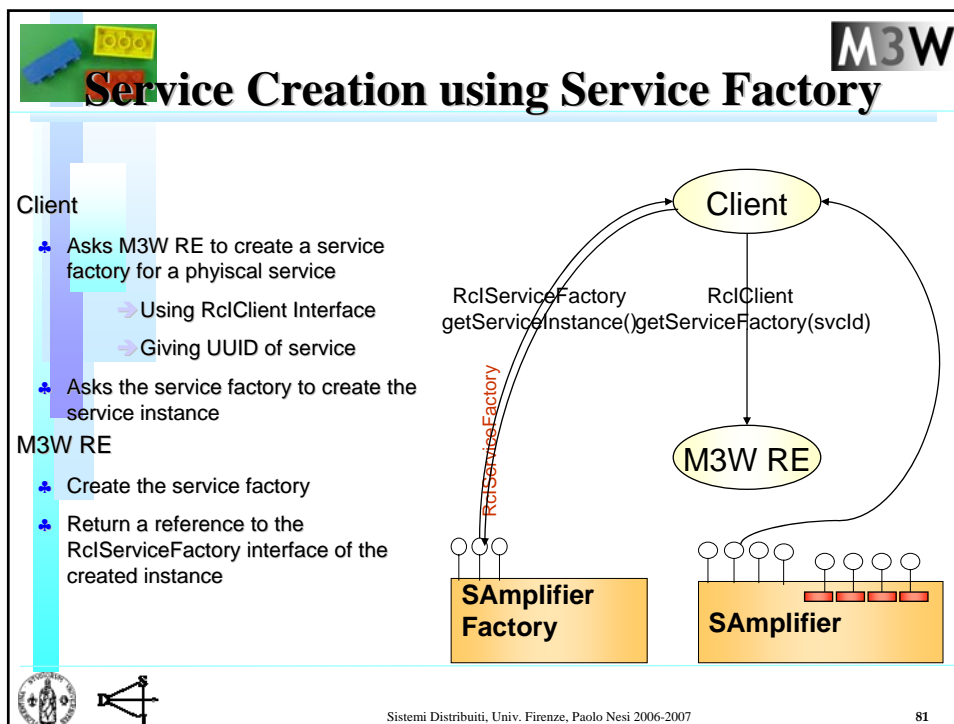 M3W
Service Creation using Service Factory
Client
Asks M3W RE to create a service
factory for a phyiscal service
Using RcIClient Interface
Giving UUID of service
Asks the service factory to create the
service instance
M3W RE
Create the service factory
Return a reference to the
RcIServiceFactory interface of the
created instance
Client
RcIServiceFactory
getServiceInstance()
RcIClient
getServiceFactory(svcId)
RcIServiceFactory
M3W RE
SAmplifier
Factory
SAmplifier
D
S
I
Sistemi Distribuiti, Univ. Firenze, Paolo Nesi 2006-2007
81